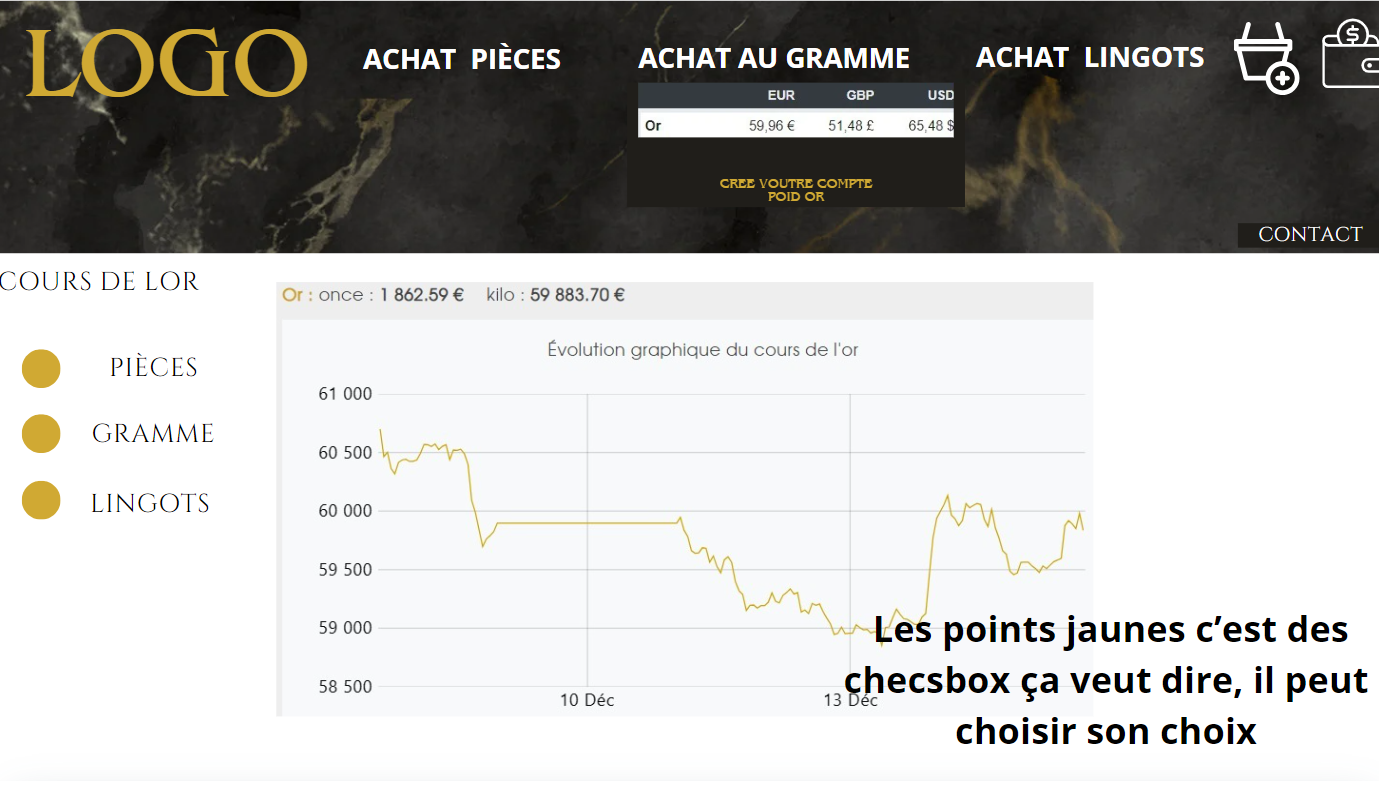 LOGO
ACHAT PIÈCES
ACHAT AU GRAMME
ACHAT LINGOTS
$
EUR GBP USD
Or 59,96 € 51,48 £ 65,48 $
CREE VOUTRE COMPTE
POID OR
CONTACT
COURS DE LOR
PIÈCES
GRAMME
LINGOTS
Or : once : 1 862.59 € kilo : 59 883.70 €
Évolution graphique du cours de l'or
61 000
60 500
60 000
59 500
59 000
58 500
10 Déc
13 Déc
Les points jaunes c’est des
checsbox ça veut dire, il peut
choisir son choix